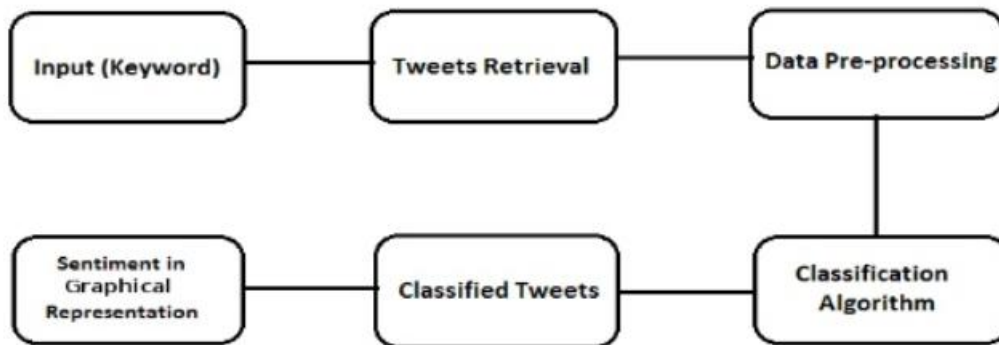 Input (Keyword)
Tweets Retrieval
Data Pre-processing
Sentiment in
Graphical
Representation
Classified Tweets
Classification
Algorithm